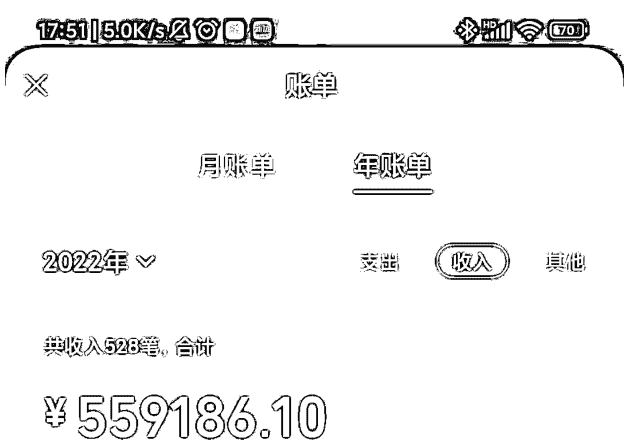 17:51 | 5.0K/s HD 70
账单
月账单 年账单
2022年 支出 收入 其他
共收入528笔, 合计
¥559186.10